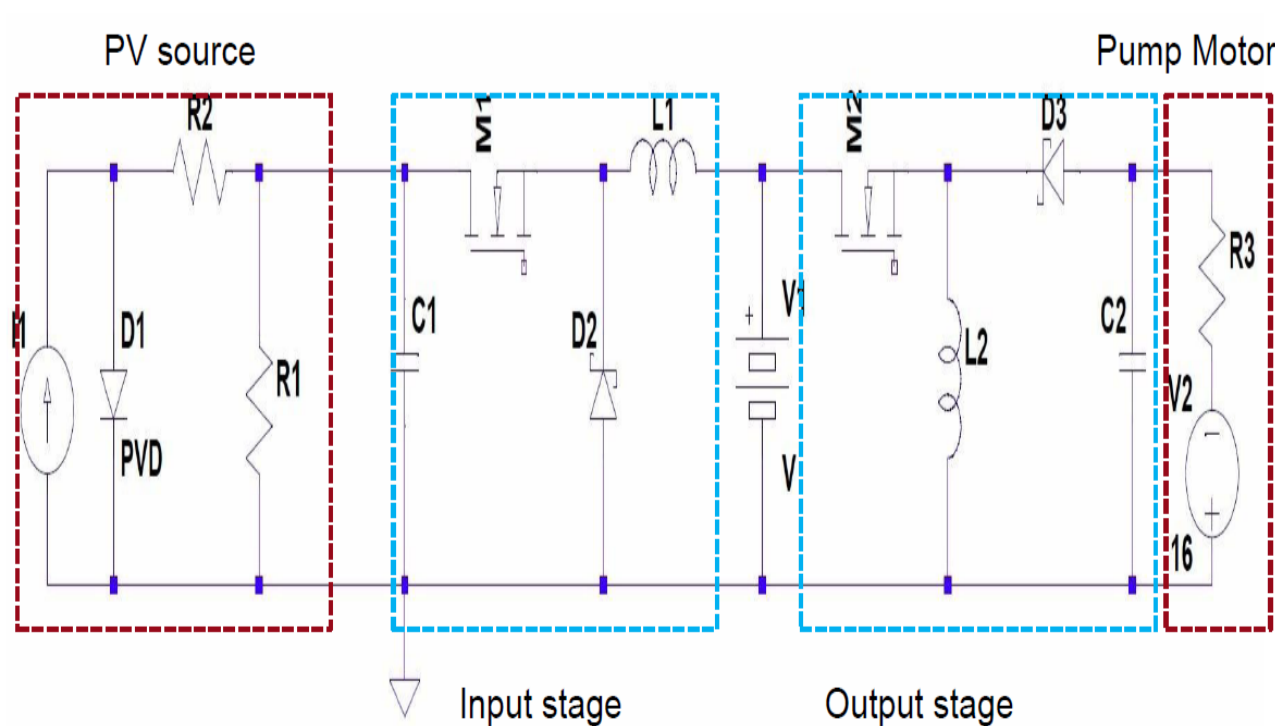 PV source
Pump Motor
R2
M1
L1
M2
D3
R3
I1
D1
R1
C1
D2
V1
+
L2
C2
V2
-
PVD
V
+
16
Input stage
Output stage